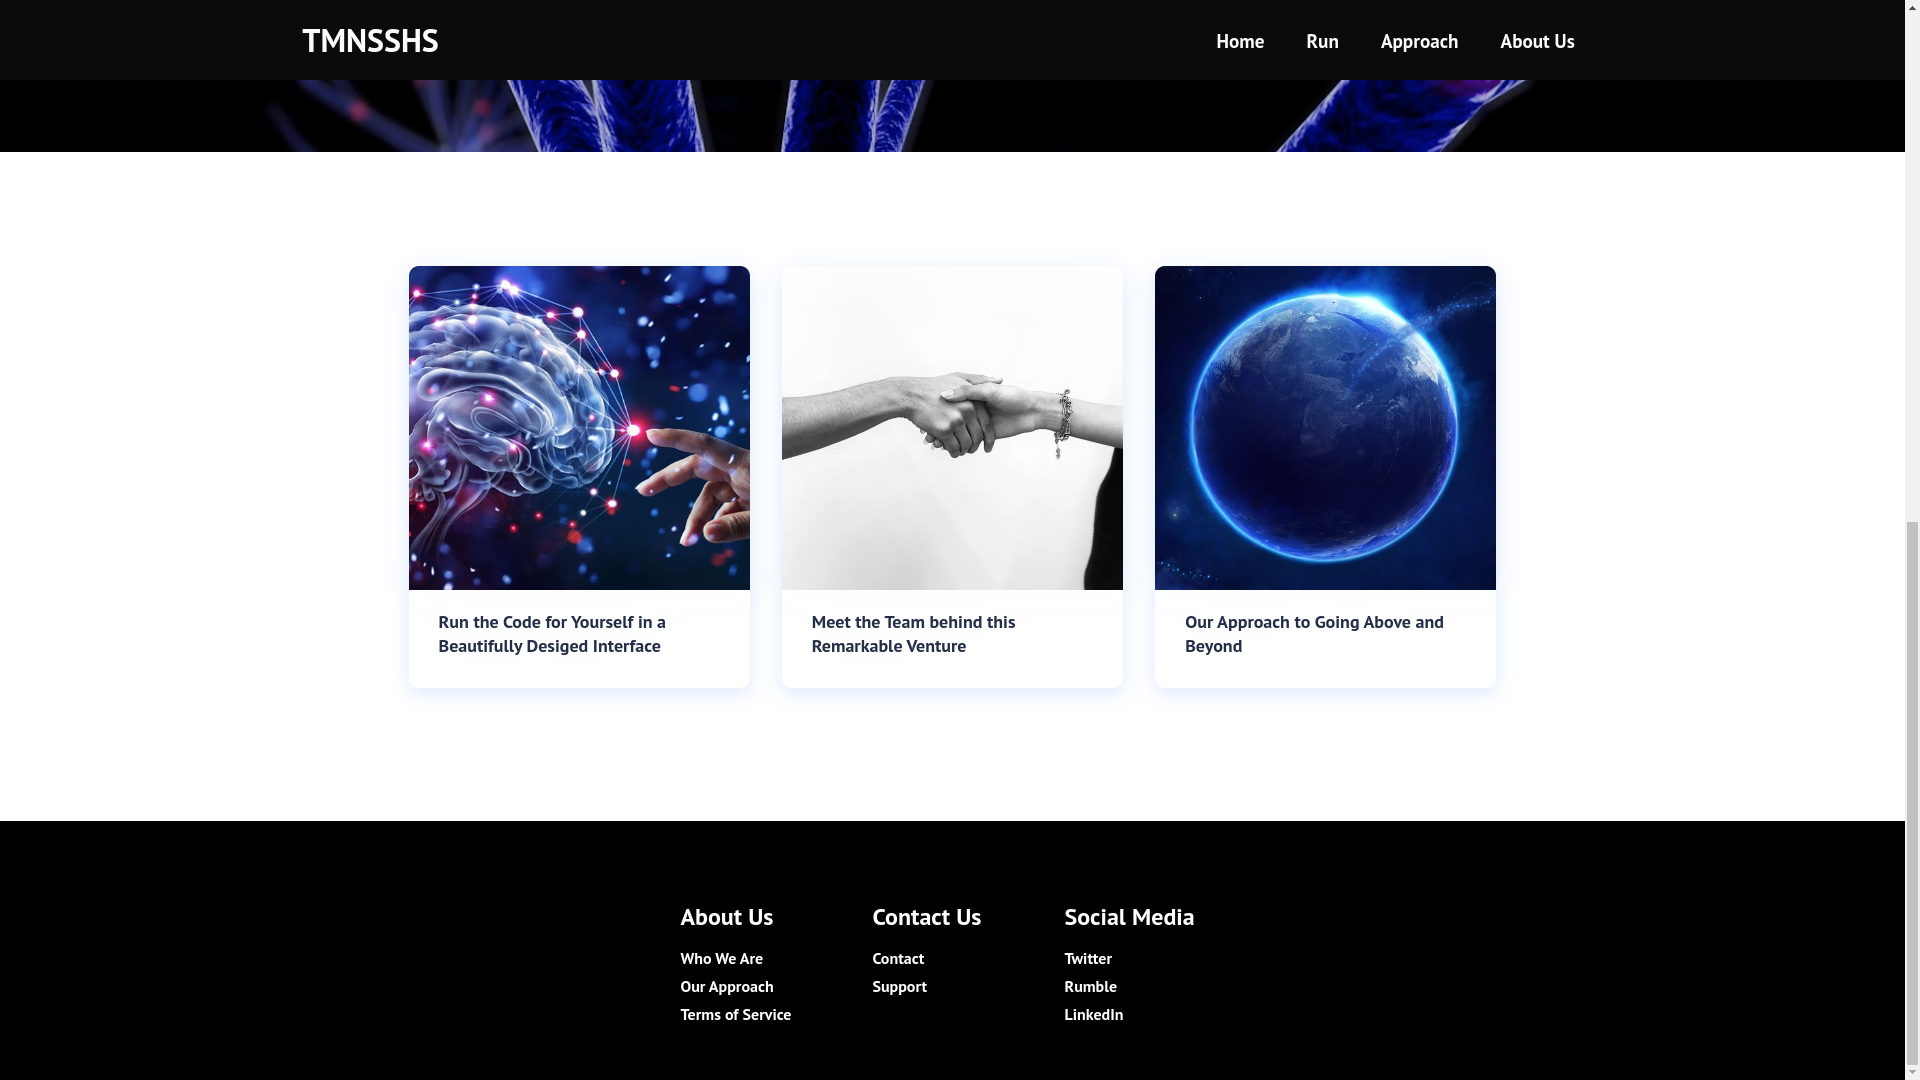 TMNSSHS
Home Run Approach About Us
Run the Code for Yourself in a
Beautifully Desiged Interface
Meet the Team behind this
Remarkable Venture
Our Approach to Going Above and
Beyond
About Us
Who We Are
Our Approach
Terms of Service
Contact Us
Contact
Support
Social Media
Twitter
Rumble
LinkedIn